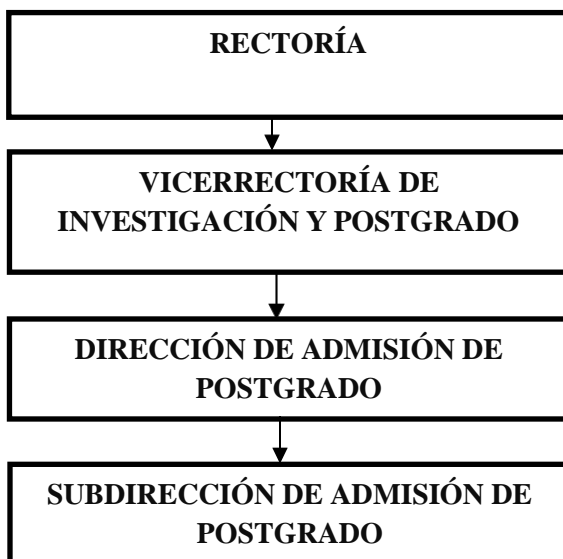 RECTORÍA
VICERRECTORÍA DE
INVESTIGACIÓN Y POSTGRADO
DIRECCIÓN DE ADMISIÓN DE
POSTGRADO
SUBDIRECCIÓN DE ADMISIÓN DE
POSTGRADO